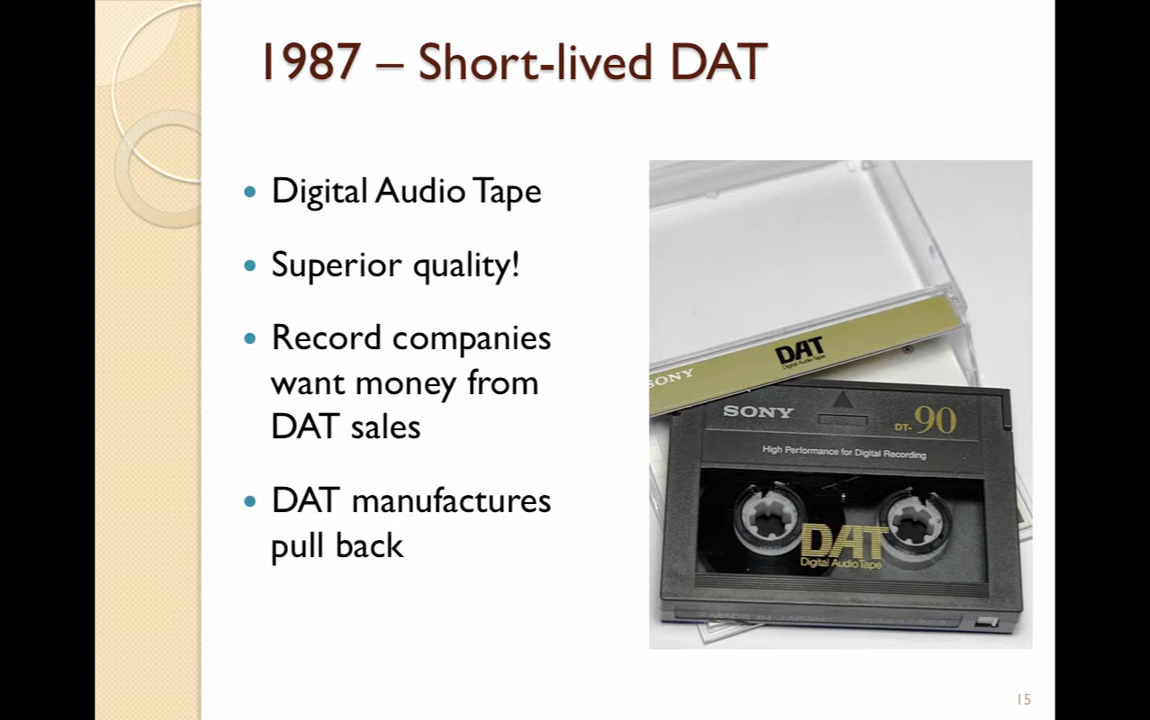 1987 – Short-lived DAT
• Digital Audio Tape
• Superior quality!
• Record companies
want money from
DAT sales
• DAT manufactures
pull back
DAT
Digital Audio Tape
SONY
®
SONY
DT-90
High Performance for Digital Recording
DAT
Digital Audio Tape
15